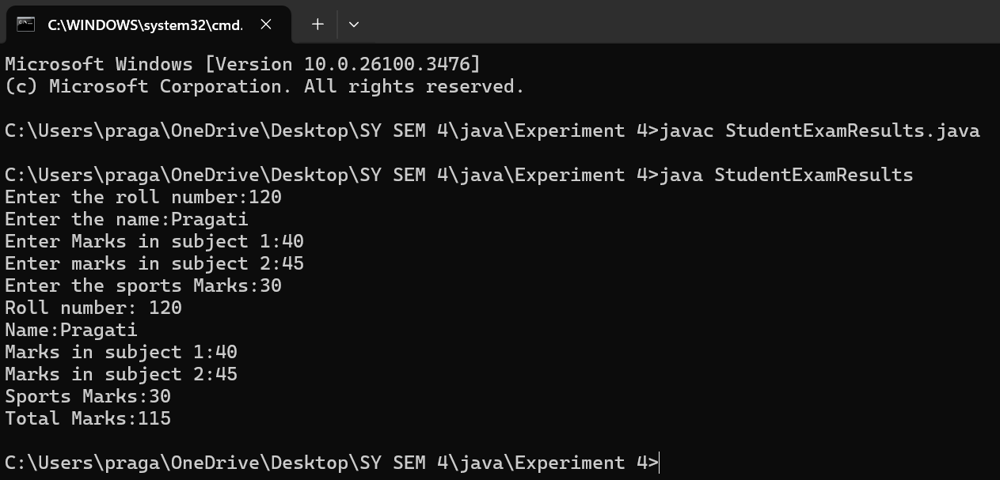 C:\WINDOWS\system32\cmd.
Microsoft Windows [Version 10.0.26100.3476]
(c) Microsoft Corporation. All rights reserved.
C:\Users\praga\OneDrive\Desktop\SY SEM 4\java\Experiment 4>javac StudentExamResults.java
C:\Users\praga\OneDrive\Desktop\SY SEM 4\java\Experiment 4>java StudentExamResults
Enter the roll number:120
Enter the name:Pragati
Enter Marks in subject 1:40
Enter marks in subject 2:45
Enter the sports Marks:30
Roll number: 120
Name:Pragati
Marks in subject 1:40
Marks in subject 2:45
Sports Marks:30
Total Marks:115
C:\Users\praga\OneDrive\Desktop\SY SEM 4\java\Experiment 4>